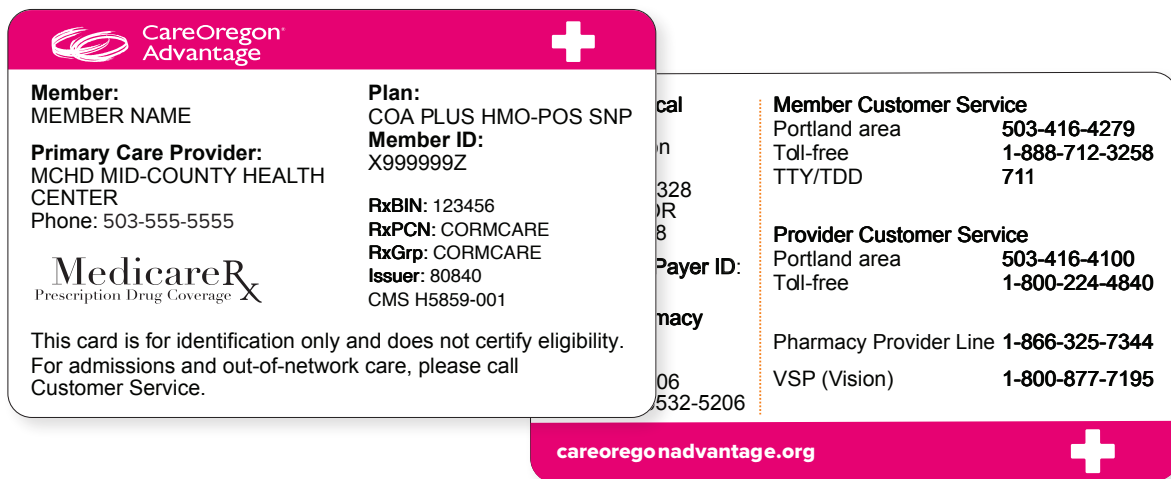 CareOregon®
Advantage
Member:
MEMBER NAME
Primary Care Provider:
MCHD MID-COUNTY HEALTH
CENTER
Phone: 503-555-5555
MedicareRx
Prescription Drug Coverage
Plan:
COA PLUS HMO-POS SNP
Member ID:
X999999Z
RxBIN: 123456
RxPCN: CORMCARE
RxGrp: CORMCARE
Issuer: 80840
CMS H5859-001
This card is for identification only and does not certify eligibility.
For admissions and out-of-network care, please call
Customer Service.
Payer ID:
532-5206
Member Customer Service
Portland area 503-416-4279
Toll-free 1-888-712-3258
TTY/TDD 711
Provider Customer Service
Portland area 503-416-4100
Toll-free 1-800-224-4840
Pharmacy Provider Line 1-866-325-7344
VSP (Vision) 1-800-877-7195
careoregonadvantage.org